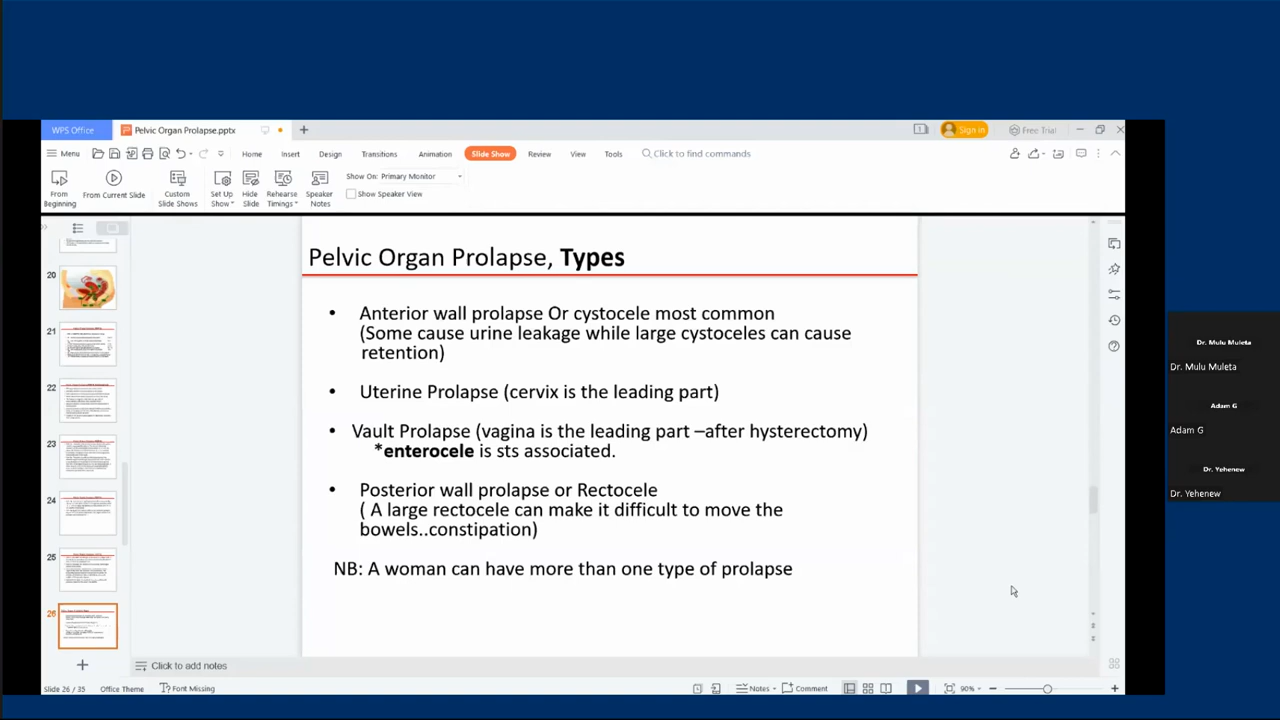 WPS Office
Pelvic Organ Prolapse.pptx
1
Sign in
Free Trial
Menu
Home
Insert
Design
Transitions
Animation
Slide Show
Review
View
Tools
Click to find commands
From Beginning
From Current Slide
Custom Slide Shows
Set Up Show
Hide Slide
Rehearse Timings
Speaker Notes
Show On: Primary Monitor
Show Speaker View
20
21
22
23
24
25
26
Pelvic Organ Prolapse, Types
• Anterior wall prolapse Or cystocele most common
(Some cause urine leakage while large cystoceles can cause
retention)
• Uterine Prolapse (cervix is the leading part)
• Vault Prolapse (vagina is the leading part –after hysterectomy)
*enterocele is sts associated.
• Posterior wall prolapse or Rectocele
( A large rectocele can make it difficult to move the
bowels..constipation)
NB: A woman can have more than one type of prolapse
Click to add notes
Slide 26 / 35
Office Theme
Font Missing
Notes
Comment
90%
Dr. Mulu Muleta
Dr. Mulu Muleta
Adam G
Adam G
Dr. Yehenew
Dr. Yehenew